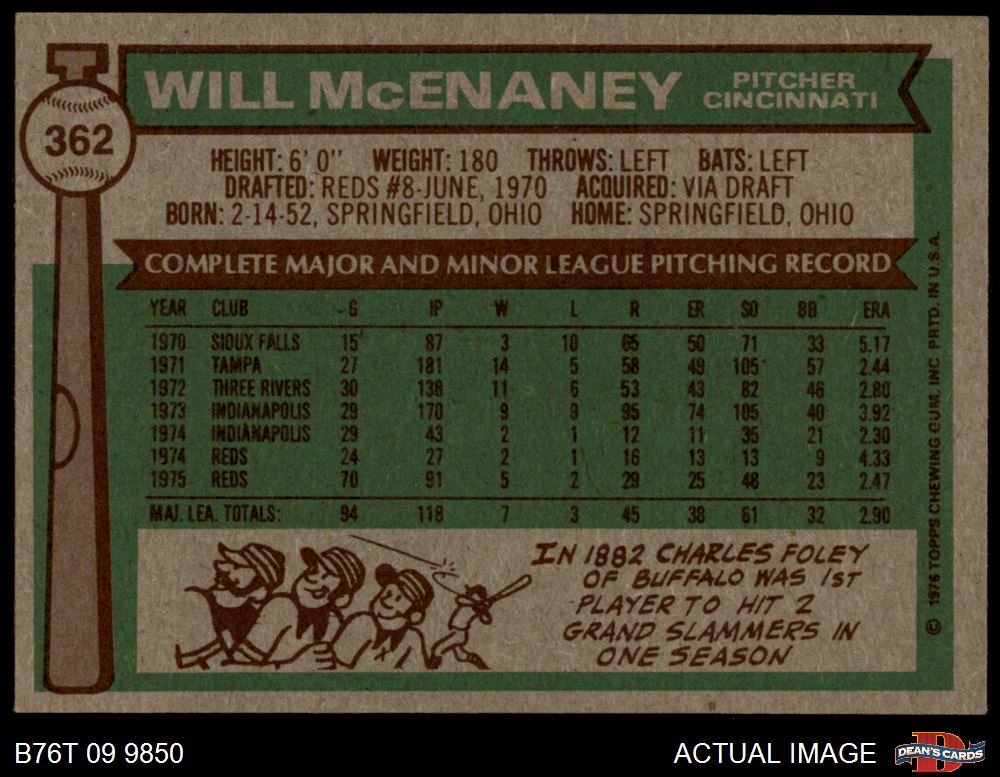 362
WILL McENANEY
PITCHER
CINCINNATI
HEIGHT: 6' 0" WEIGHT: 180 THROWS: LEFT BATS: LEFT
DRAFTED: REDS #8-JUNE, 1970 ACQUIRED: VIA DRAFT
BORN: 2-14-52, SPRINGFIELD, OHIO HOME: SPRINGFIELD, OHIO
COMPLETE MAJOR AND MINOR LEAGUE PITCHING RECORD
YEAR CLUB G IP W L R ER SO BB ERA
1970 SIOUX FALLS 15 87 3 10 65 50 71 33 5.17
1971 TAMPA 27 181 14 5 58 49 105 57 2.44
1972 THREE RIVERS 30 138 11 6 53 43 82 46 2.80
1973 INDIANAPOLIS 29 170 9 9 95 74 105 40 3.92
1974 INDIANAPOLIS 29 43 2 1 12 11 35 21 2.30
1974 REDS 24 27 2 1 16 13 13 9 4.33
1975 REDS 70 91 5 2 29 25 48 23 2.47
MAJ. LEA. TOTALS: 94 118 7 3 45 38 61 32 2.90
IN 1882 CHARLES FOLEY
OF BUFFALO WAS 1ST
PLAYER TO HIT 2
GRAND SLAMMERS IN
ONE SEASON
© 1976 TOPPS CHEWING GUM, INC PRTD. IN U.S.A.
B76T 09 9850
ACTUAL IMAGE
DEAN'S CARDS